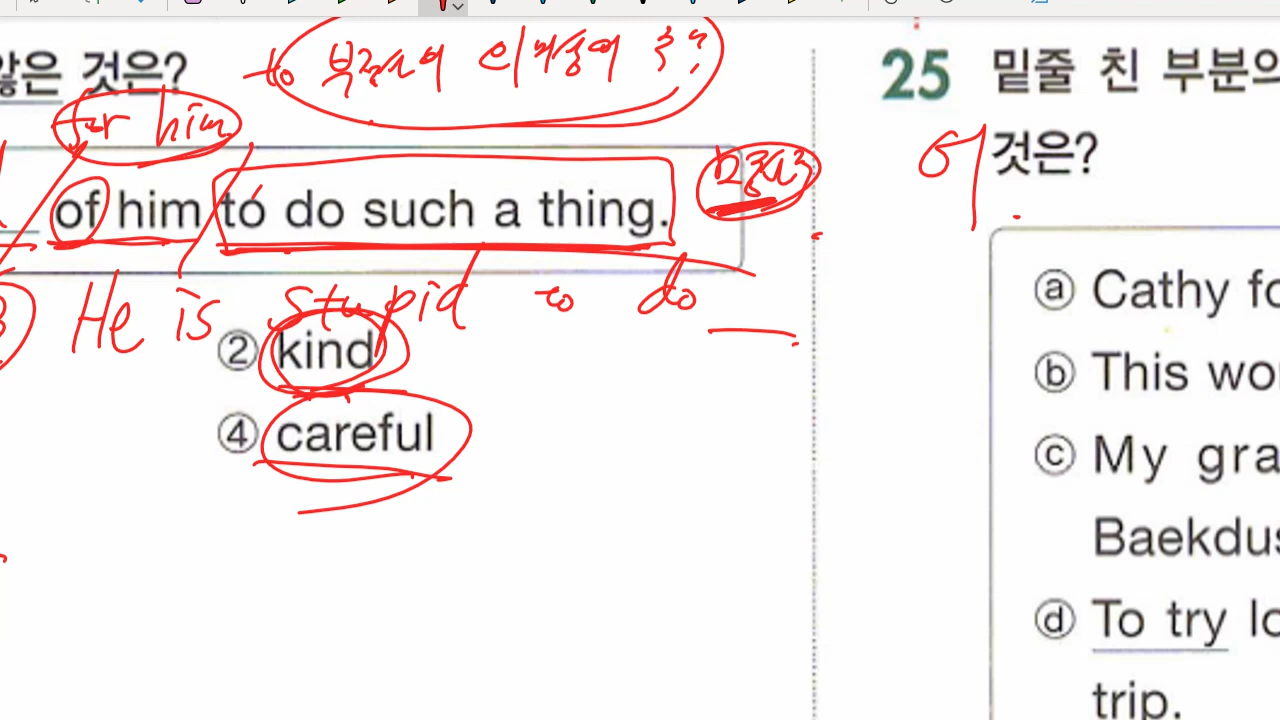 않은 것은?
to 부정사의 의미상의 주?
for him
of him to do such a thing.
He is stupid to do
② kind
④ careful
25 밑줄 친 부분의
어
것은?
ⓐ Cathy fo
ⓑ This wo
ⓒ My gra
Baekdus
ⓓ To try lo
trip.